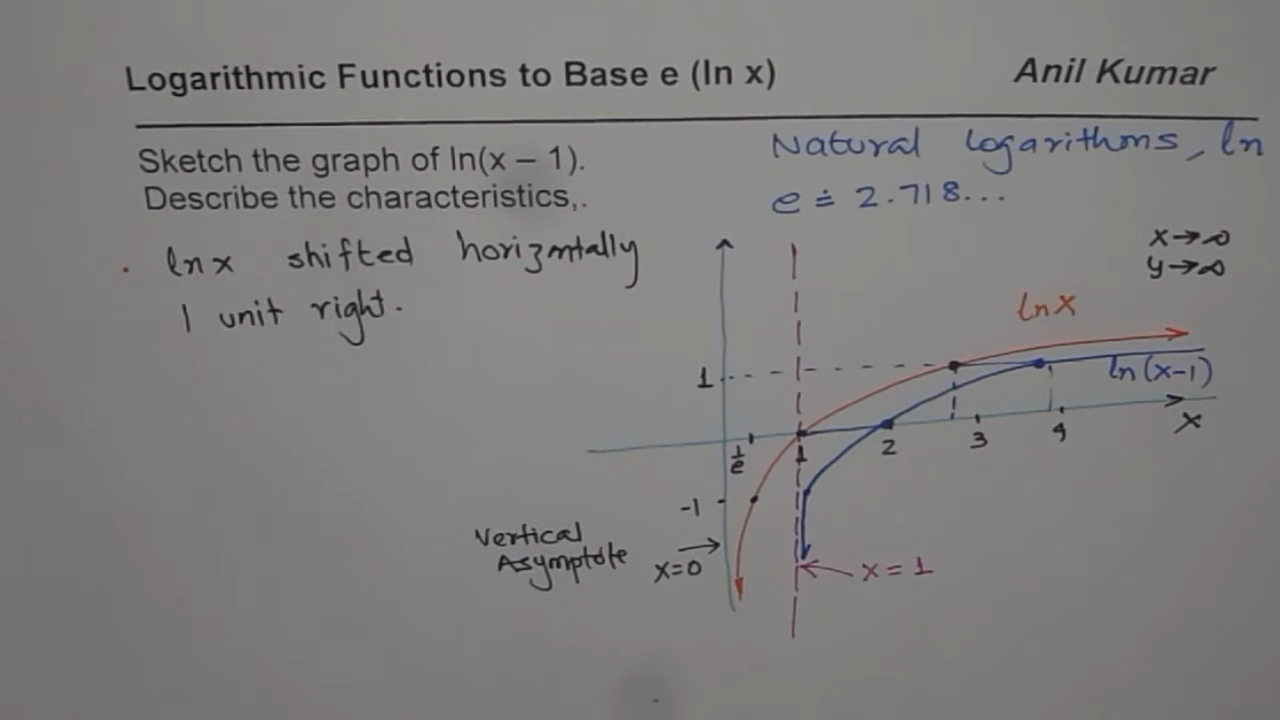 Logarithmic Functions to Base e (ln x) Anil Kumar
Sketch the graph of ln(x – 1).
Describe the characteristics,.
Natural logarithms, ln
e ≐ 2.718...
. lnx shifted horizontally
1 unit right.
x→∞
y→∞
lnx
1
ln(x-1)
x
1/e
1
2
3
4
-1
Vertical
Asymptote
x=0
x=1